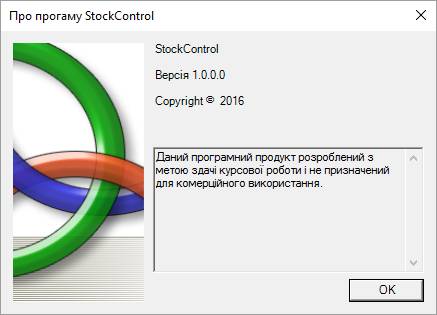 Про прогаму StockControl
StockControl
Версія 1.0.0.0
Copyright © 2016
Даний програмний продукт розроблений з
метою здачі курсової роботи і не призначений
для комерційного використання.
OK